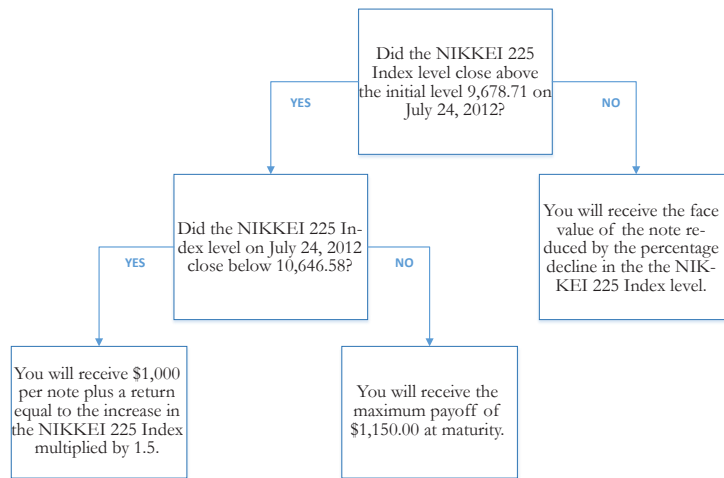 Did the NIKKEI 225
Index level close above
the initial level 9,678.71 on
July 24, 2012?
YES
NO
Did the NIKKEI 225 In-
dex level on July 24, 2012
close below 10,646.58?
You will receive the face
value of the note re-
duced by the percentage
decline in the the NIK-
KEI 225 Index level.
YES
NO
You will receive $1,000
per note plus a return
equal to the increase in
the NIKKEI 225 Index
multiplied by 1.5.
You will receive the
maximum payoff of
$1,150.00 at maturity.